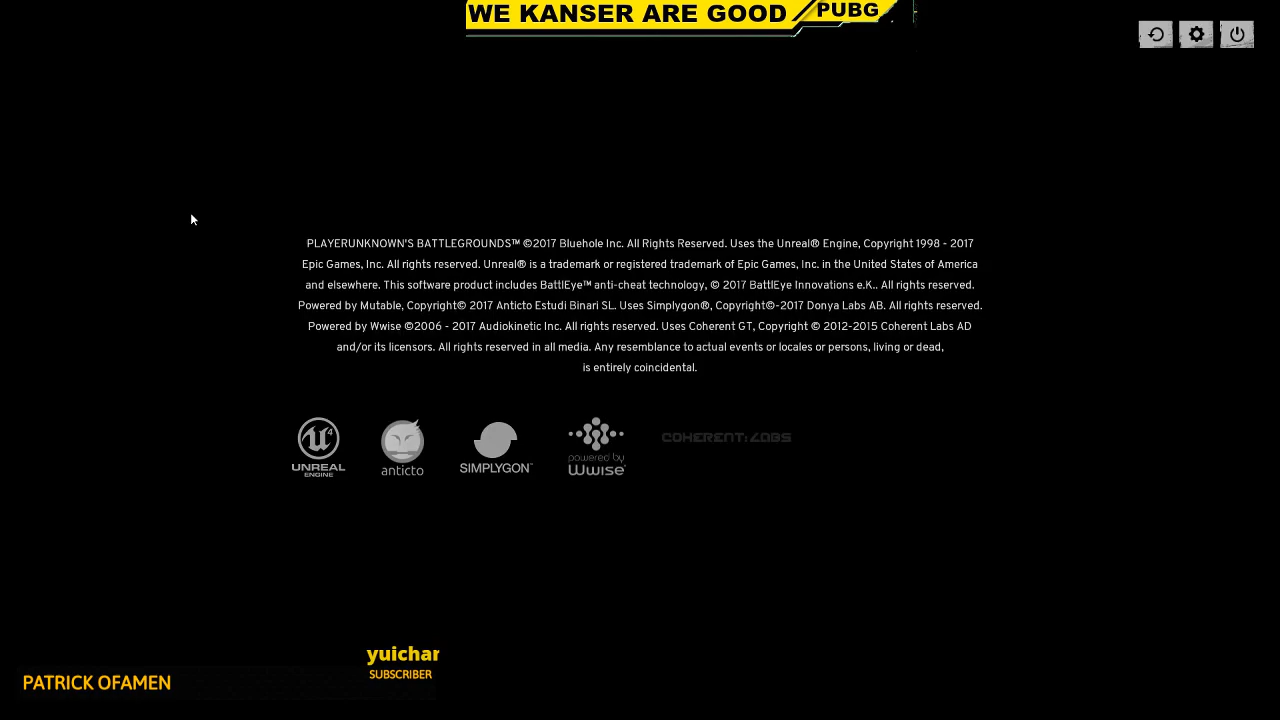 WE KANSER ARE GOOD PUBG
PLAYERUNKNOWN'S BATTLEGROUNDS™ ©2017 Bluehole Inc. All Rights Reserved. Uses the Unreal® Engine, Copyright 1998 - 2017
Epic Games, Inc. All rights reserved. Unreal® is a trademark or registered trademark of Epic Games, Inc. in the United States of America
and elsewhere. This software product includes BattlEye™ anti-cheat technology, © 2017 BattlEye Innovations e.K.. All rights reserved.
Powered by Mutable, Copyright© 2017 Anticto Estudi Binari SL. Uses Simplygon®, Copyright©-2017 Donya Labs AB. All rights reserved.
Powered by Wwise ©2006 - 2017 Audiokinetic Inc. All rights reserved. Uses Coherent GT, Copyright © 2012-2015 Coherent Labs AD
and/or its licensors. All rights reserved in all media. Any resemblance to actual events or locales or persons, living or dead,
is entirely coincidental.
UNREAL
ENGINE
anticto
SIMPLYGON™
powered by
Wwise®
COHERENT:LABS
yuichar
SUBSCRIBER
PATRICK OFAMEN